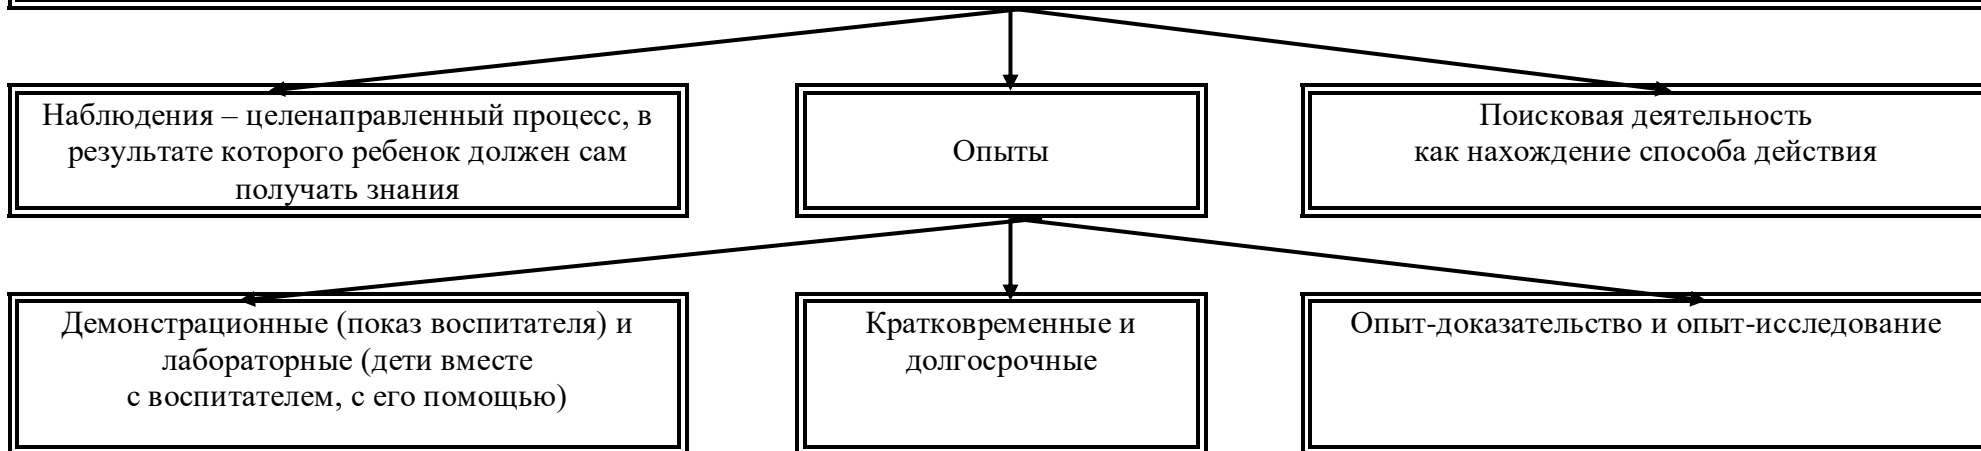 Наблюдения – целенаправленный процесс, в
результате которого ребенок должен сам
получать знания
Опыты
Поисковая деятельность
как нахождение способа действия
Демонстрационные (показ воспитателя) и
лабораторные (дети вместе
с воспитателем, с его помощью)
Кратковременные и
долгосрочные
Опыт-доказательство и опыт-исследование